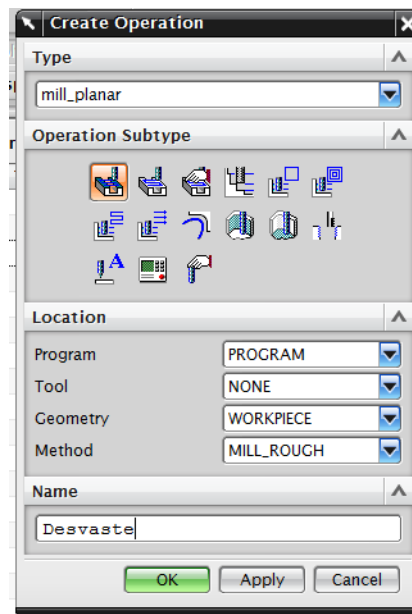 Create Operation
Type
mill_planar
Operation Subtype
A
Location
Program PROGRAM
Tool NONE
Geometry WORKPIECE
Method MILL_ROUGH
Name
Desvaste
OK Apply Cancel